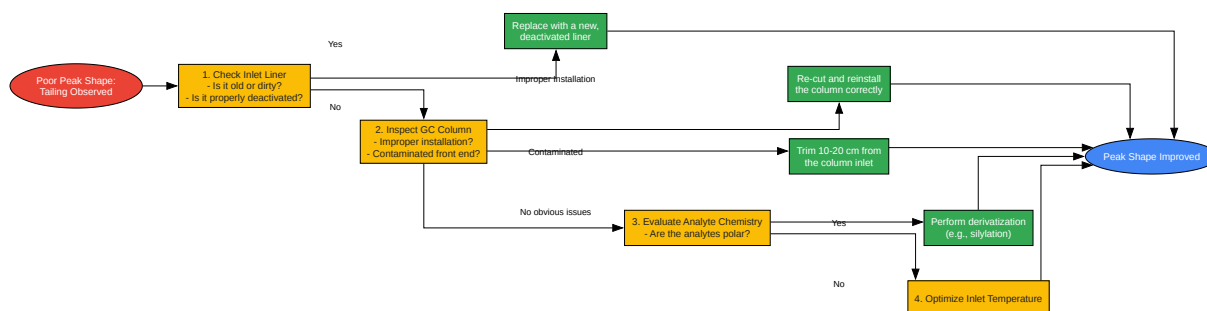 Replace with a new,
deactivated liner
Yes
Poor Peak Shape:
Tailing Observed
1. Check Inlet Liner
- Is it old or dirty?
- Is it properly deactivated?
Improper installation
Re-cut and reinstall
the column correctly
No
2. Inspect GC Column
- Improper installation?
- Contaminated front end?
Contaminated
Trim 10-20 cm from
the column inlet
Peak Shape Improved
No obvious issues
3. Evaluate Analyte Chemistry
- Are the analytes polar?
Yes
Perform derivatization
(e.g., silylation)
No
4. Optimize Inlet Temperature